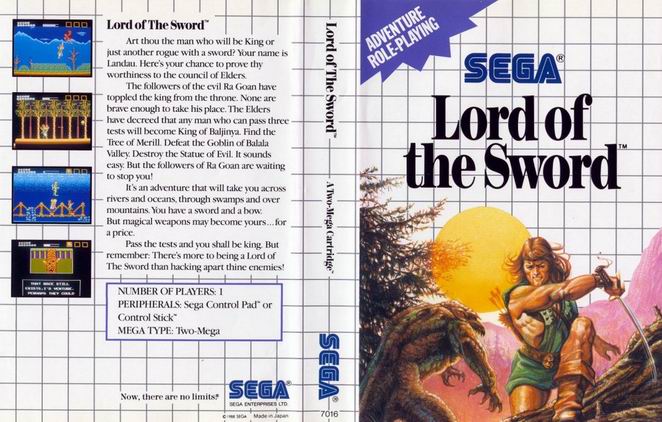 Lord of The Sword™
Art thou the man who will be King or
just another rogue with a sword? Your name is
Landau. Here's your chance to prove thy
worthiness to the council of Elders.
The followers of the evil Ra Goan have
toppled the king from the throne. None are
brave enough to take his place. The Elders
have decreed that any man who can pass three
tests will become King of Baljinya. Find the
Tree of Merill. Defeat the Goblin of Balala
Valley. Destroy the Statue of Evil. It sounds
easy. But the followers of Ra Goan are waiting
to stop you!
It's an adventure that will take you across
rivers and oceans, through swamps and over
mountains. You have a sword and a bow.
But magical weapons may become yours...for
a price.
Pass the tests and you shall be king. But
remember: There's more to being a Lord of
The Sword than hacking apart thine enemies!
THAT ONCE STILL
NUMBER OF PLAYERS: 1
PERIPHERALS: Sega Control Pad™ or
Control Stick™
MEGA TYPE: Two-Mega
Now, there are no limits!®
SEGA®
SEGA ENTERPRISES LTD.
©1988 SEGA Made in Japan
Lord of The Sword™
A Two-Mega Cartridge™
SEGA®
7016
ADVENTURE
ROLE-PLAYING
SEGA®
Lord of
the Sword™